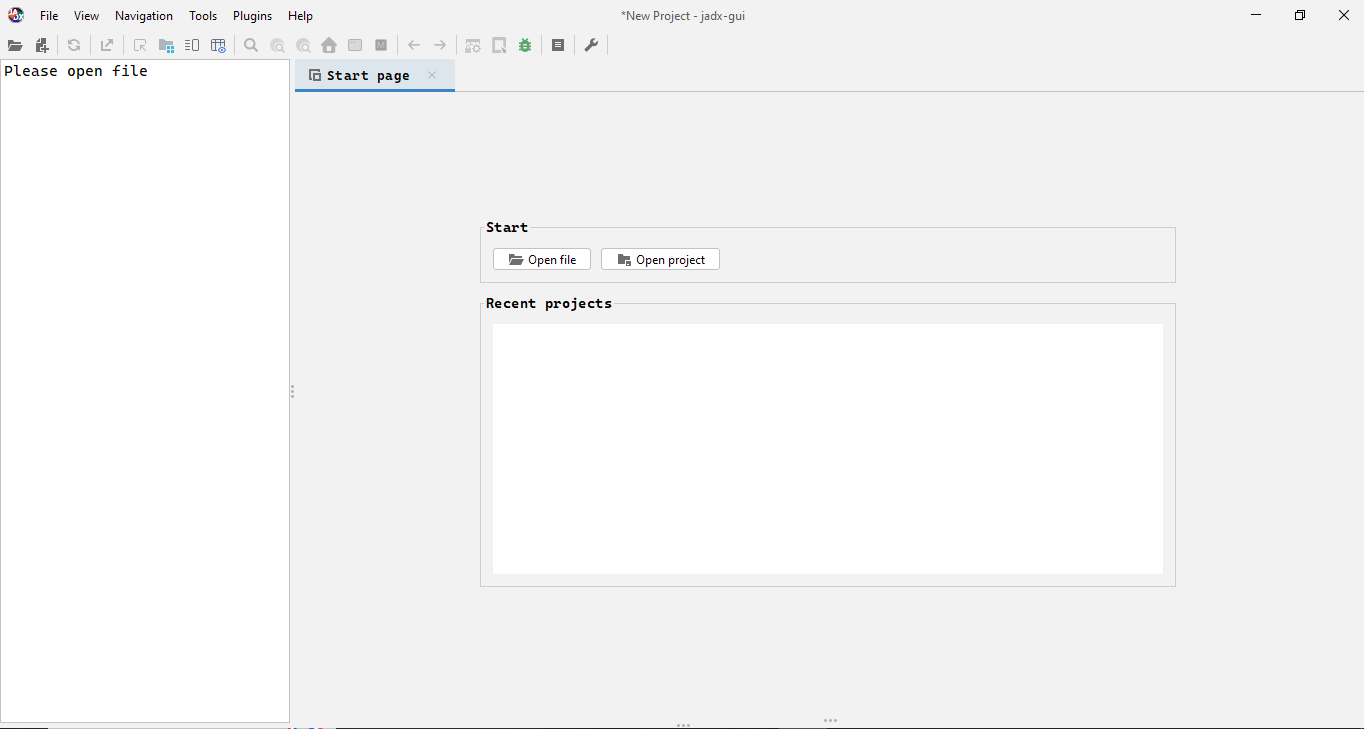 File View Navigation Tools Plugins Help *New Project - jadx-gui
Please open file
Start page
Start
Open file Open project
Recent projects